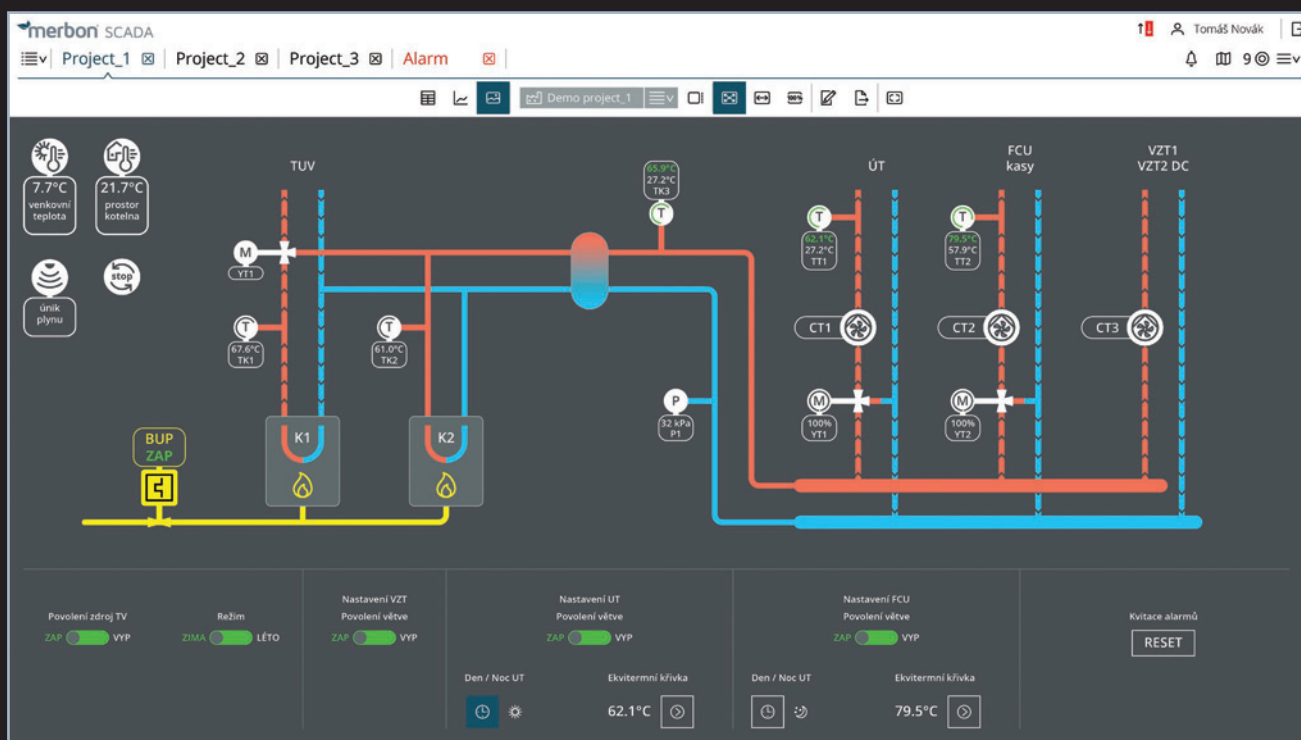 merbon SCADA
Tomáš Novák
Project_1
Project_2
Project_3
Alarm
9
Demo project_1
100%
7.7°C
venkovní
teplota
21.7°C
prostor
kotelna
únik
plynu
stop
TUV
M
YT1
T
67.6°C
TK1
T
61.0°C
TK2
65.9°C
27.2°C
TK3
T
P
32 kPa
P1
K1
K2
BUP
ZAP
ÚT
T
62.1°C
27.2°C
TT1
CT1
M
100%
YT1
FCU
kasy
T
79.5°C
57.9°C
TT2
CT2
M
100%
YT2
VZT1
VZT2 DC
CT3
Povolení zdroj TV
ZAP VYP
Režim
ZIMA LÉTO
Nastavení VZT
Povolení větve
ZAP VYP
Nastavení UT
Povolení větve
ZAP VYP
Den / Noc UT
Ekvitermní křivka
62.1°C
Nastavení FCU
Povolení větve
ZAP VYP
Den / Noc UT
Ekvitermní křivka
79.5°C
Kvitace alarmů
RESET